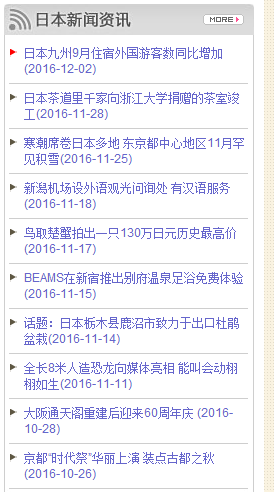 日本新闻资讯
MORE
日本九州9月住宿外国游客数同比增加
(2016-12-02)
日本茶道里千家向浙江大学捐赠的茶室竣
工(2016-11-28)
寒潮席卷日本多地 东京都中心地区11月罕
见积雪(2016-11-25)
新潟机场设外语观光问询处 有汉语服务
(2016-11-18)
鸟取楚蟹拍出一只130万日元历史最高价
(2016-11-17)
BEAMS在新宿推出别府温泉足浴免费体验
(2016-11-15)
话题：日本栃木县鹿沼市致力于出口杜鹃
盆栽(2016-11-14)
全长8米人造恐龙向媒体亮相 能叫会动栩
栩如生(2016-11-11)
大阪通天阁重建后迎来60周年庆 (2016-
10-28)
京都“时代祭”华丽上演 装点古都之秋
(2016-10-26)